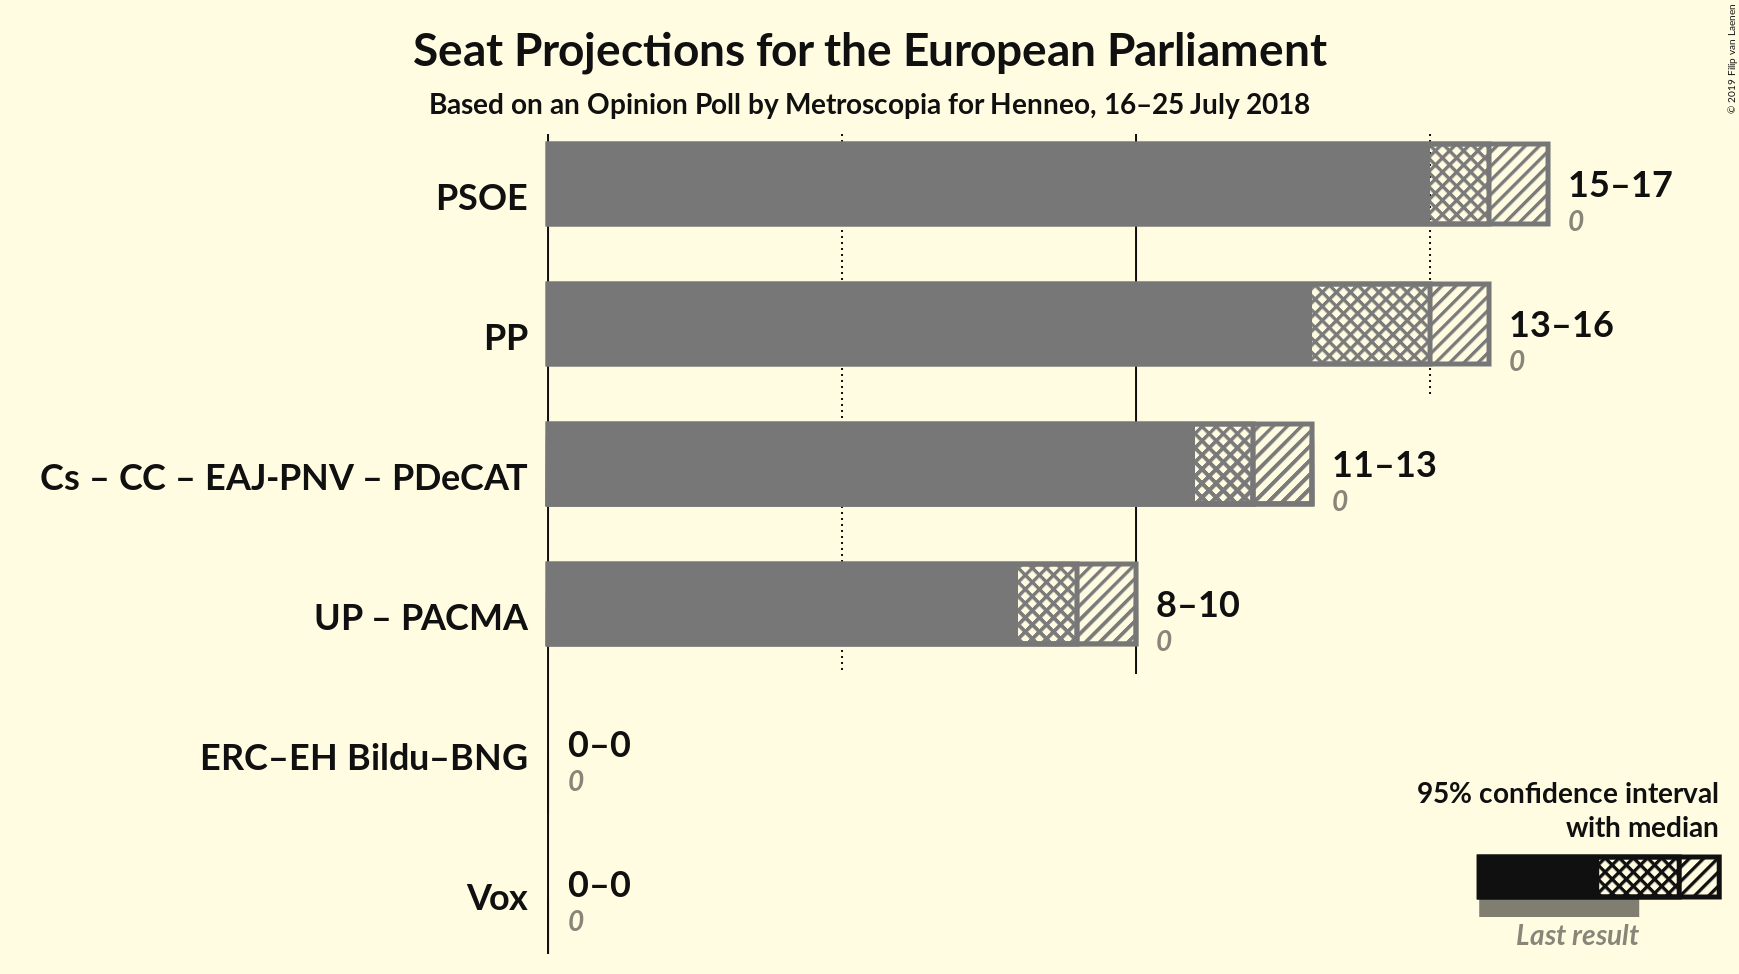 Seat Projections for the European Parliament
Based on an Opinion Poll by Metroscopia for Henneo, 16–25 July 2018
© 2019 Filip van Laenen
PSOE
15–17
0
PP
13–16
0
Cs – CC – EAJ-PNV – PDeCAT
11–13
0
UP – PACMA
8–10
0
ERC–EH Bildu–BNG
0–0
0
Vox
0–0
0
95% confidence interval
with median
Last result